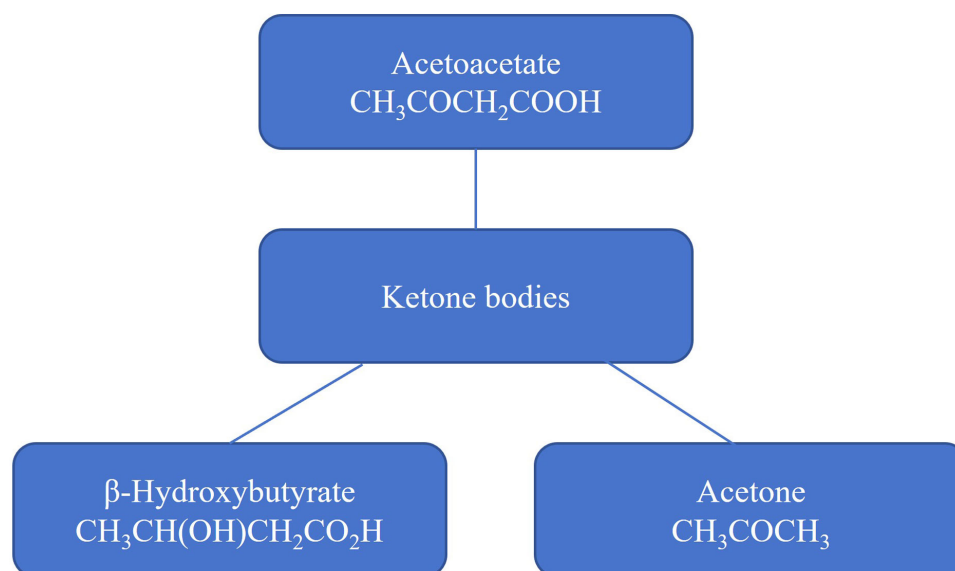 Acetoacetate
CH₃COCH₂COOH
Ketone bodies
β-Hydroxybutyrate
CH₃CH(OH)CH₂CO₂H
Acetone
CH₃COCH₃